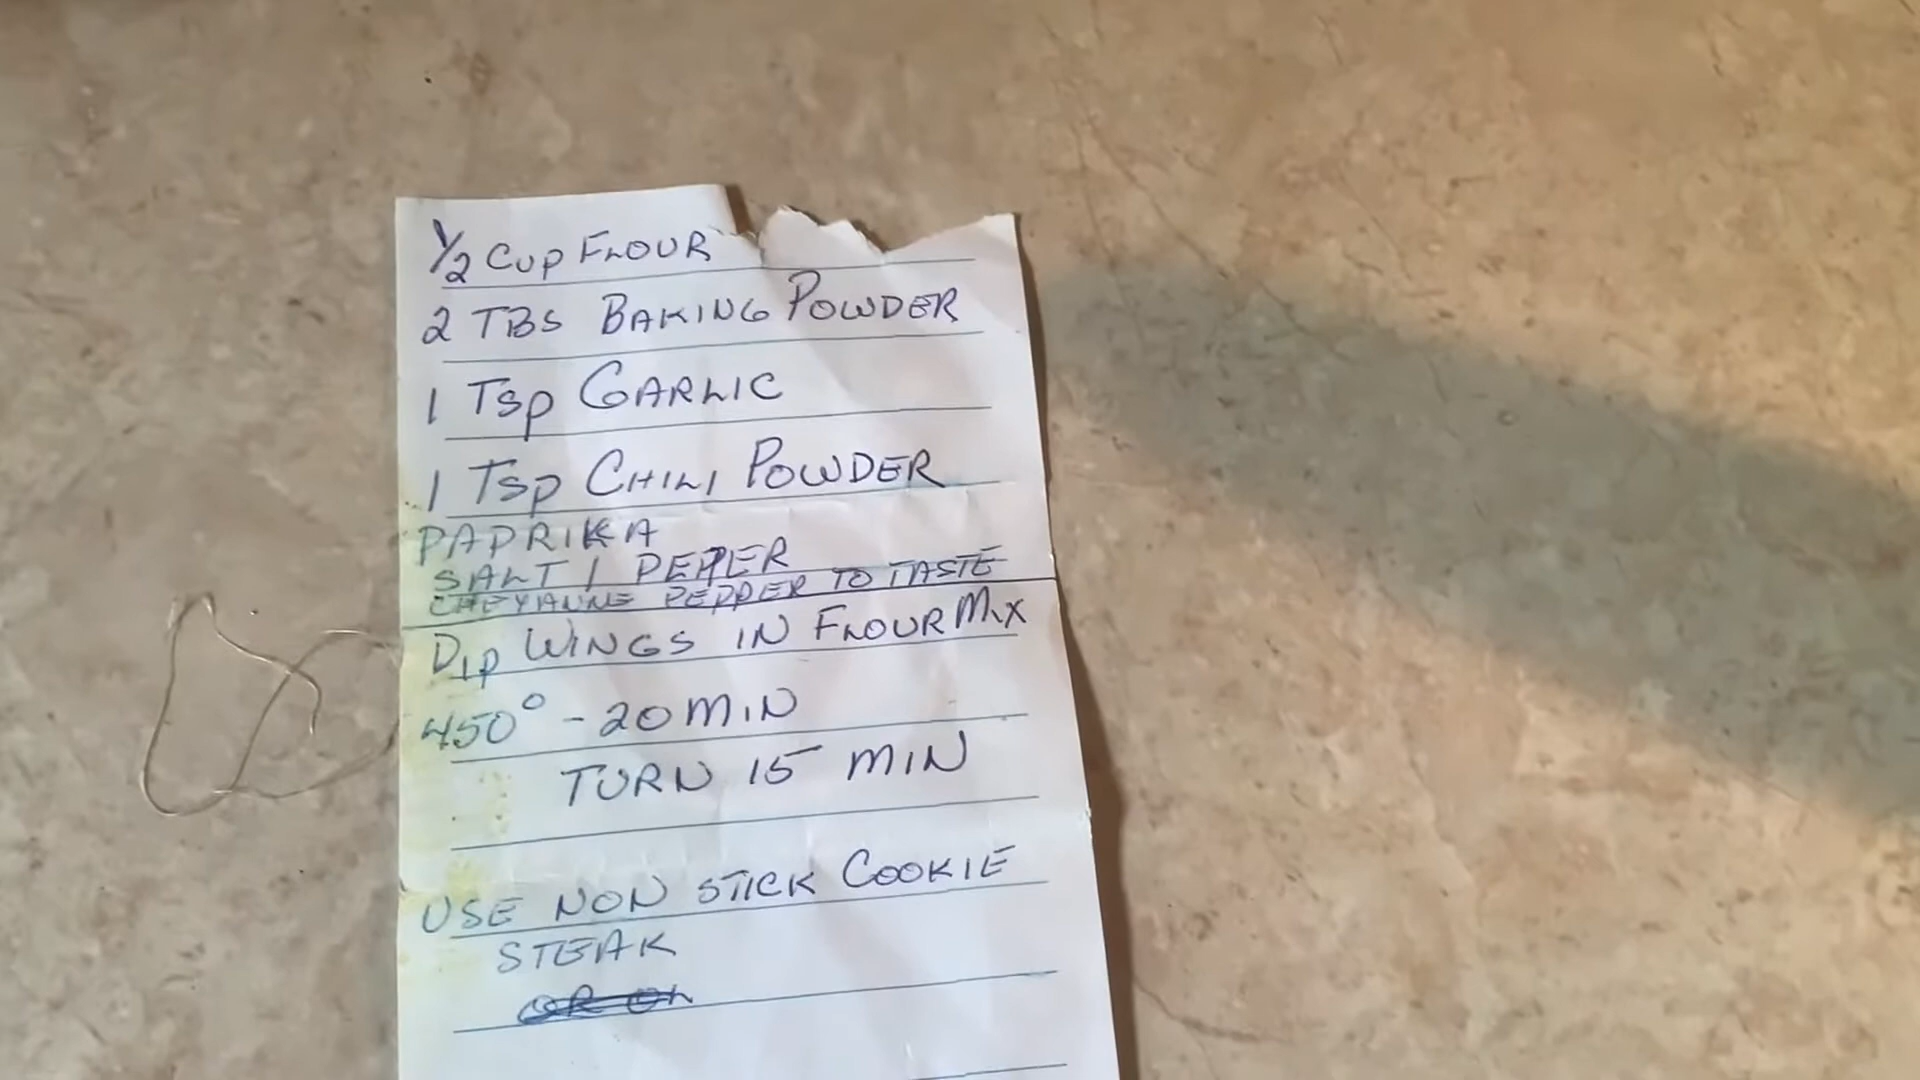 1/2 CUP FLOUR
2 TBS BAKING POWDER
1 TSP GARLIC
1 TSP CHILI POWDER
PAPRIKA
SALT / PEPPER
CHEYANNE PEPPER TO TASTE
DIP WINGS IN FLOUR MIX
450° - 20 MIN
TURN 15 MIN
USE NON STICK COOKIE
STEAK